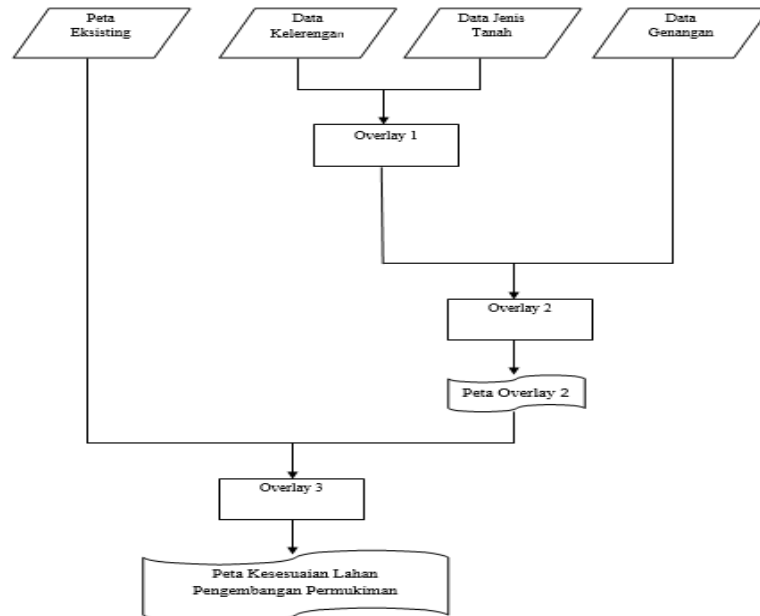 Peta
Eksisting
Data
Kelerengan
Data Jenis
Tanah
Data
Genangan
Overlay 1
Overlay 2
Peta Overlay 2
Overlay 3
Peta Kesesuaian Lahan
Pengembangan Permukiman